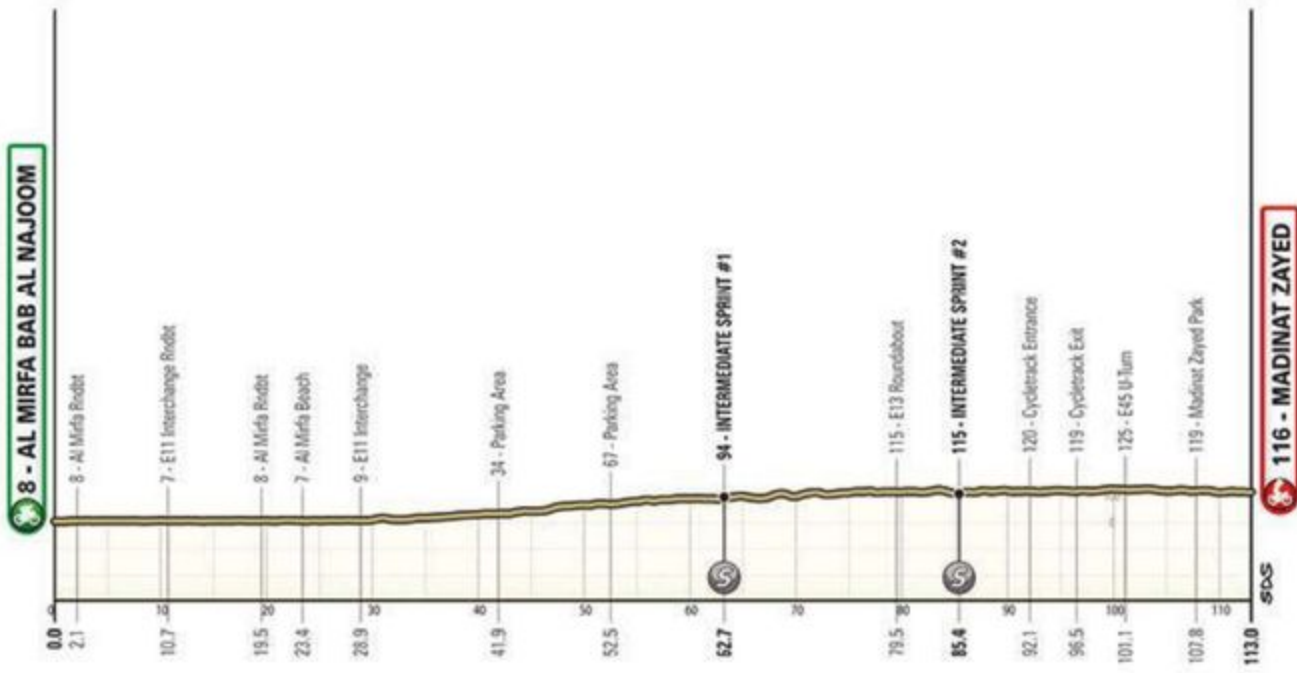 8 - AL MIRFA BAB AL NAJOOM
8 - Al Mirfa Rndbt
7 - E11 Interchange Rndbt
8 - Al Mirfa Rndbt
7 - Al Mirfa Beach
9 - E11 Interchange
34 - Parking Area
67 - Parking Area
94 - INTERMEDIATE SPRINT #1
115 - E13 Roundabout
115 - INTERMEDIATE SPRINT #2
120 - Cycletrack Entrance
119 - Cycletrack Exit
125 - E45 U-Turn
119 - Madinat Zayed Park
116 - MADINAT ZAYED
S S
SDS
0 10 20 30 40 50 60 70 80 90 100 110
0.0 2.1 10.7 19.5 23.4 28.9 41.9 52.5 62.7 79.5 85.4 92.1 96.5 101.1 107.8 113.0